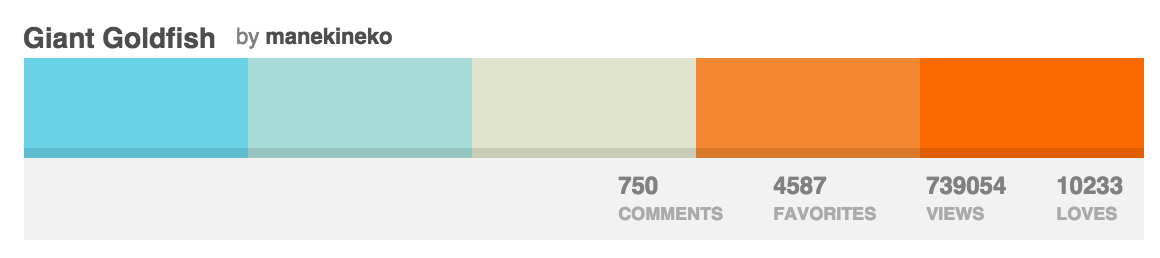 Giant Goldfish by manekineko
750 4587 739054 10233
COMMENTS FAVORITES VIEWS LOVES